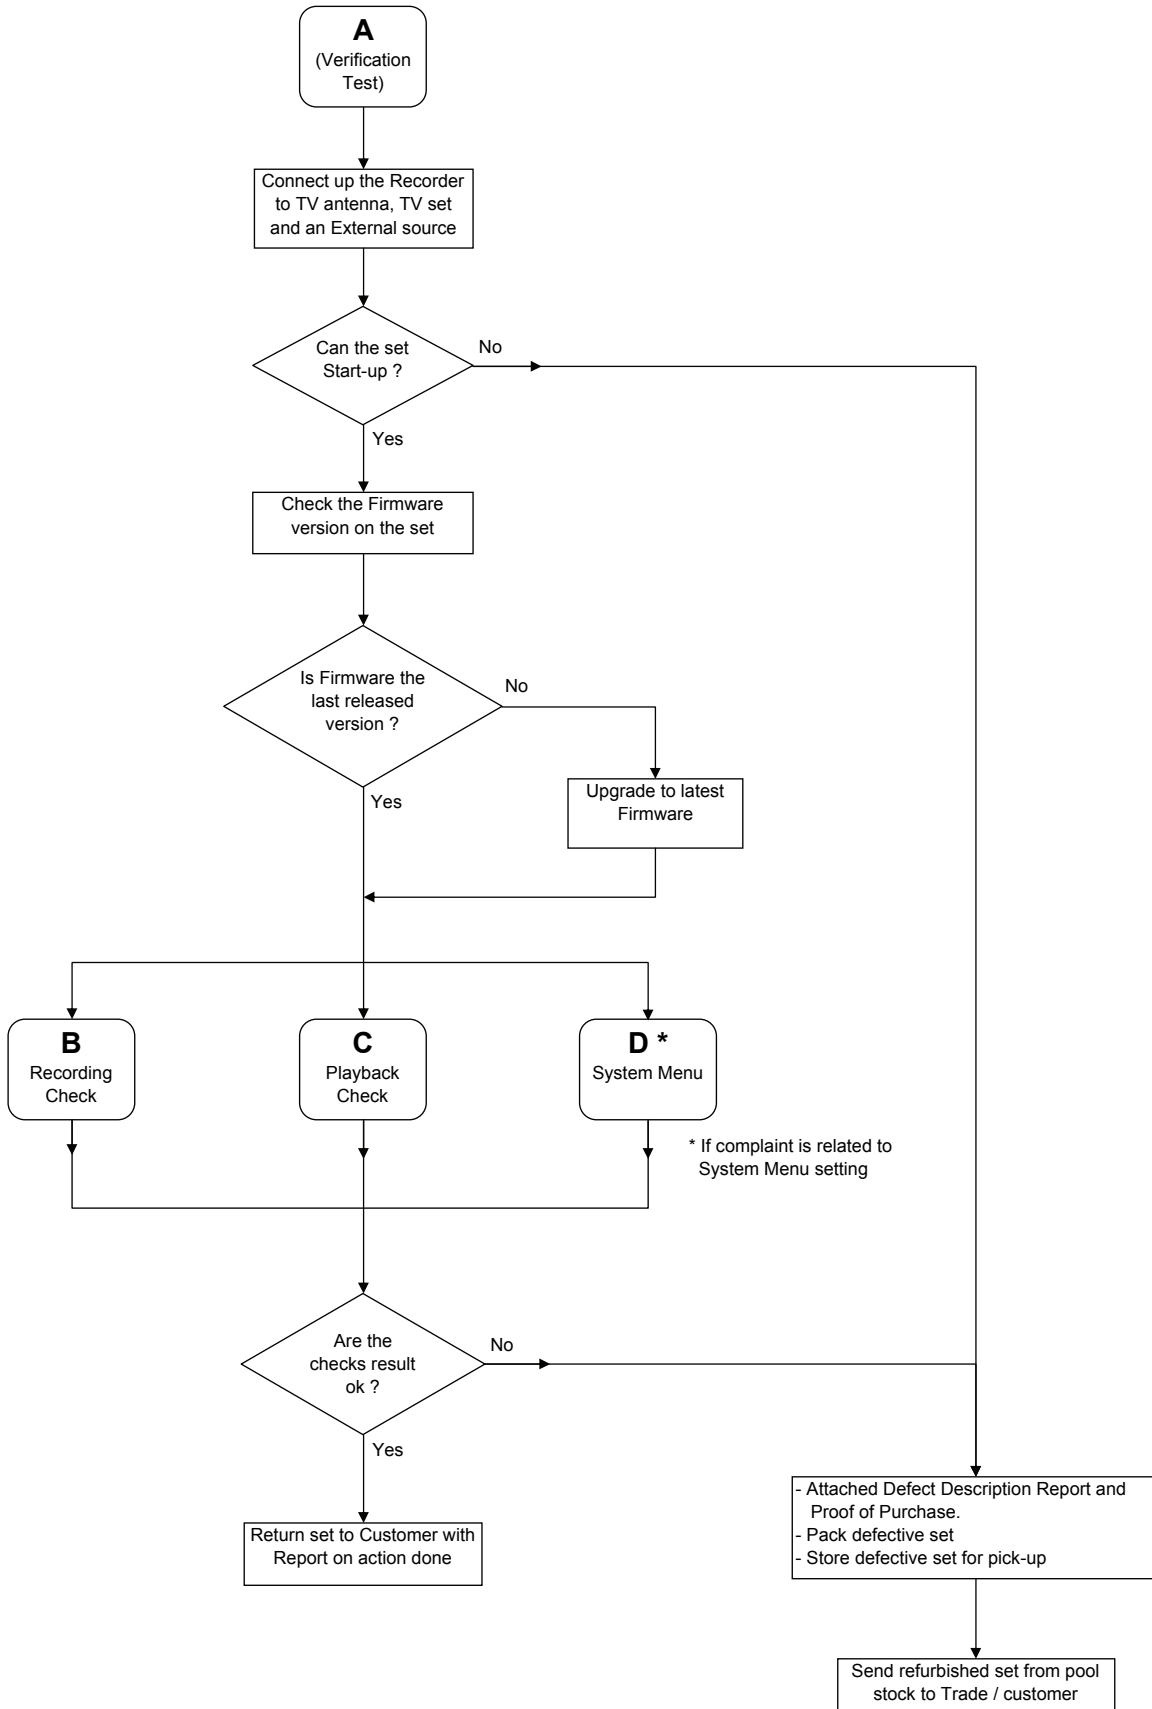 A
(Verification
Test)
Connect up the Recorder
to TV antenna, TV set
and an External source
Can the set
Start-up ?
No
Yes
Check the Firmware
version on the set
Is Firmware the
last released
version ?
No
Yes
Upgrade to latest
Firmware
B
Recording
Check
C
Playback
Check
D *
System Menu
* If complaint is related to
System Menu setting
Are the
checks result
ok ?
No
Yes
Return set to Customer with
Report on action done
- Attached Defect Description Report and
Proof of Purchase.
- Pack defective set
- Store defective set for pick-up
Send refurbished set from pool
stock to Trade / customer